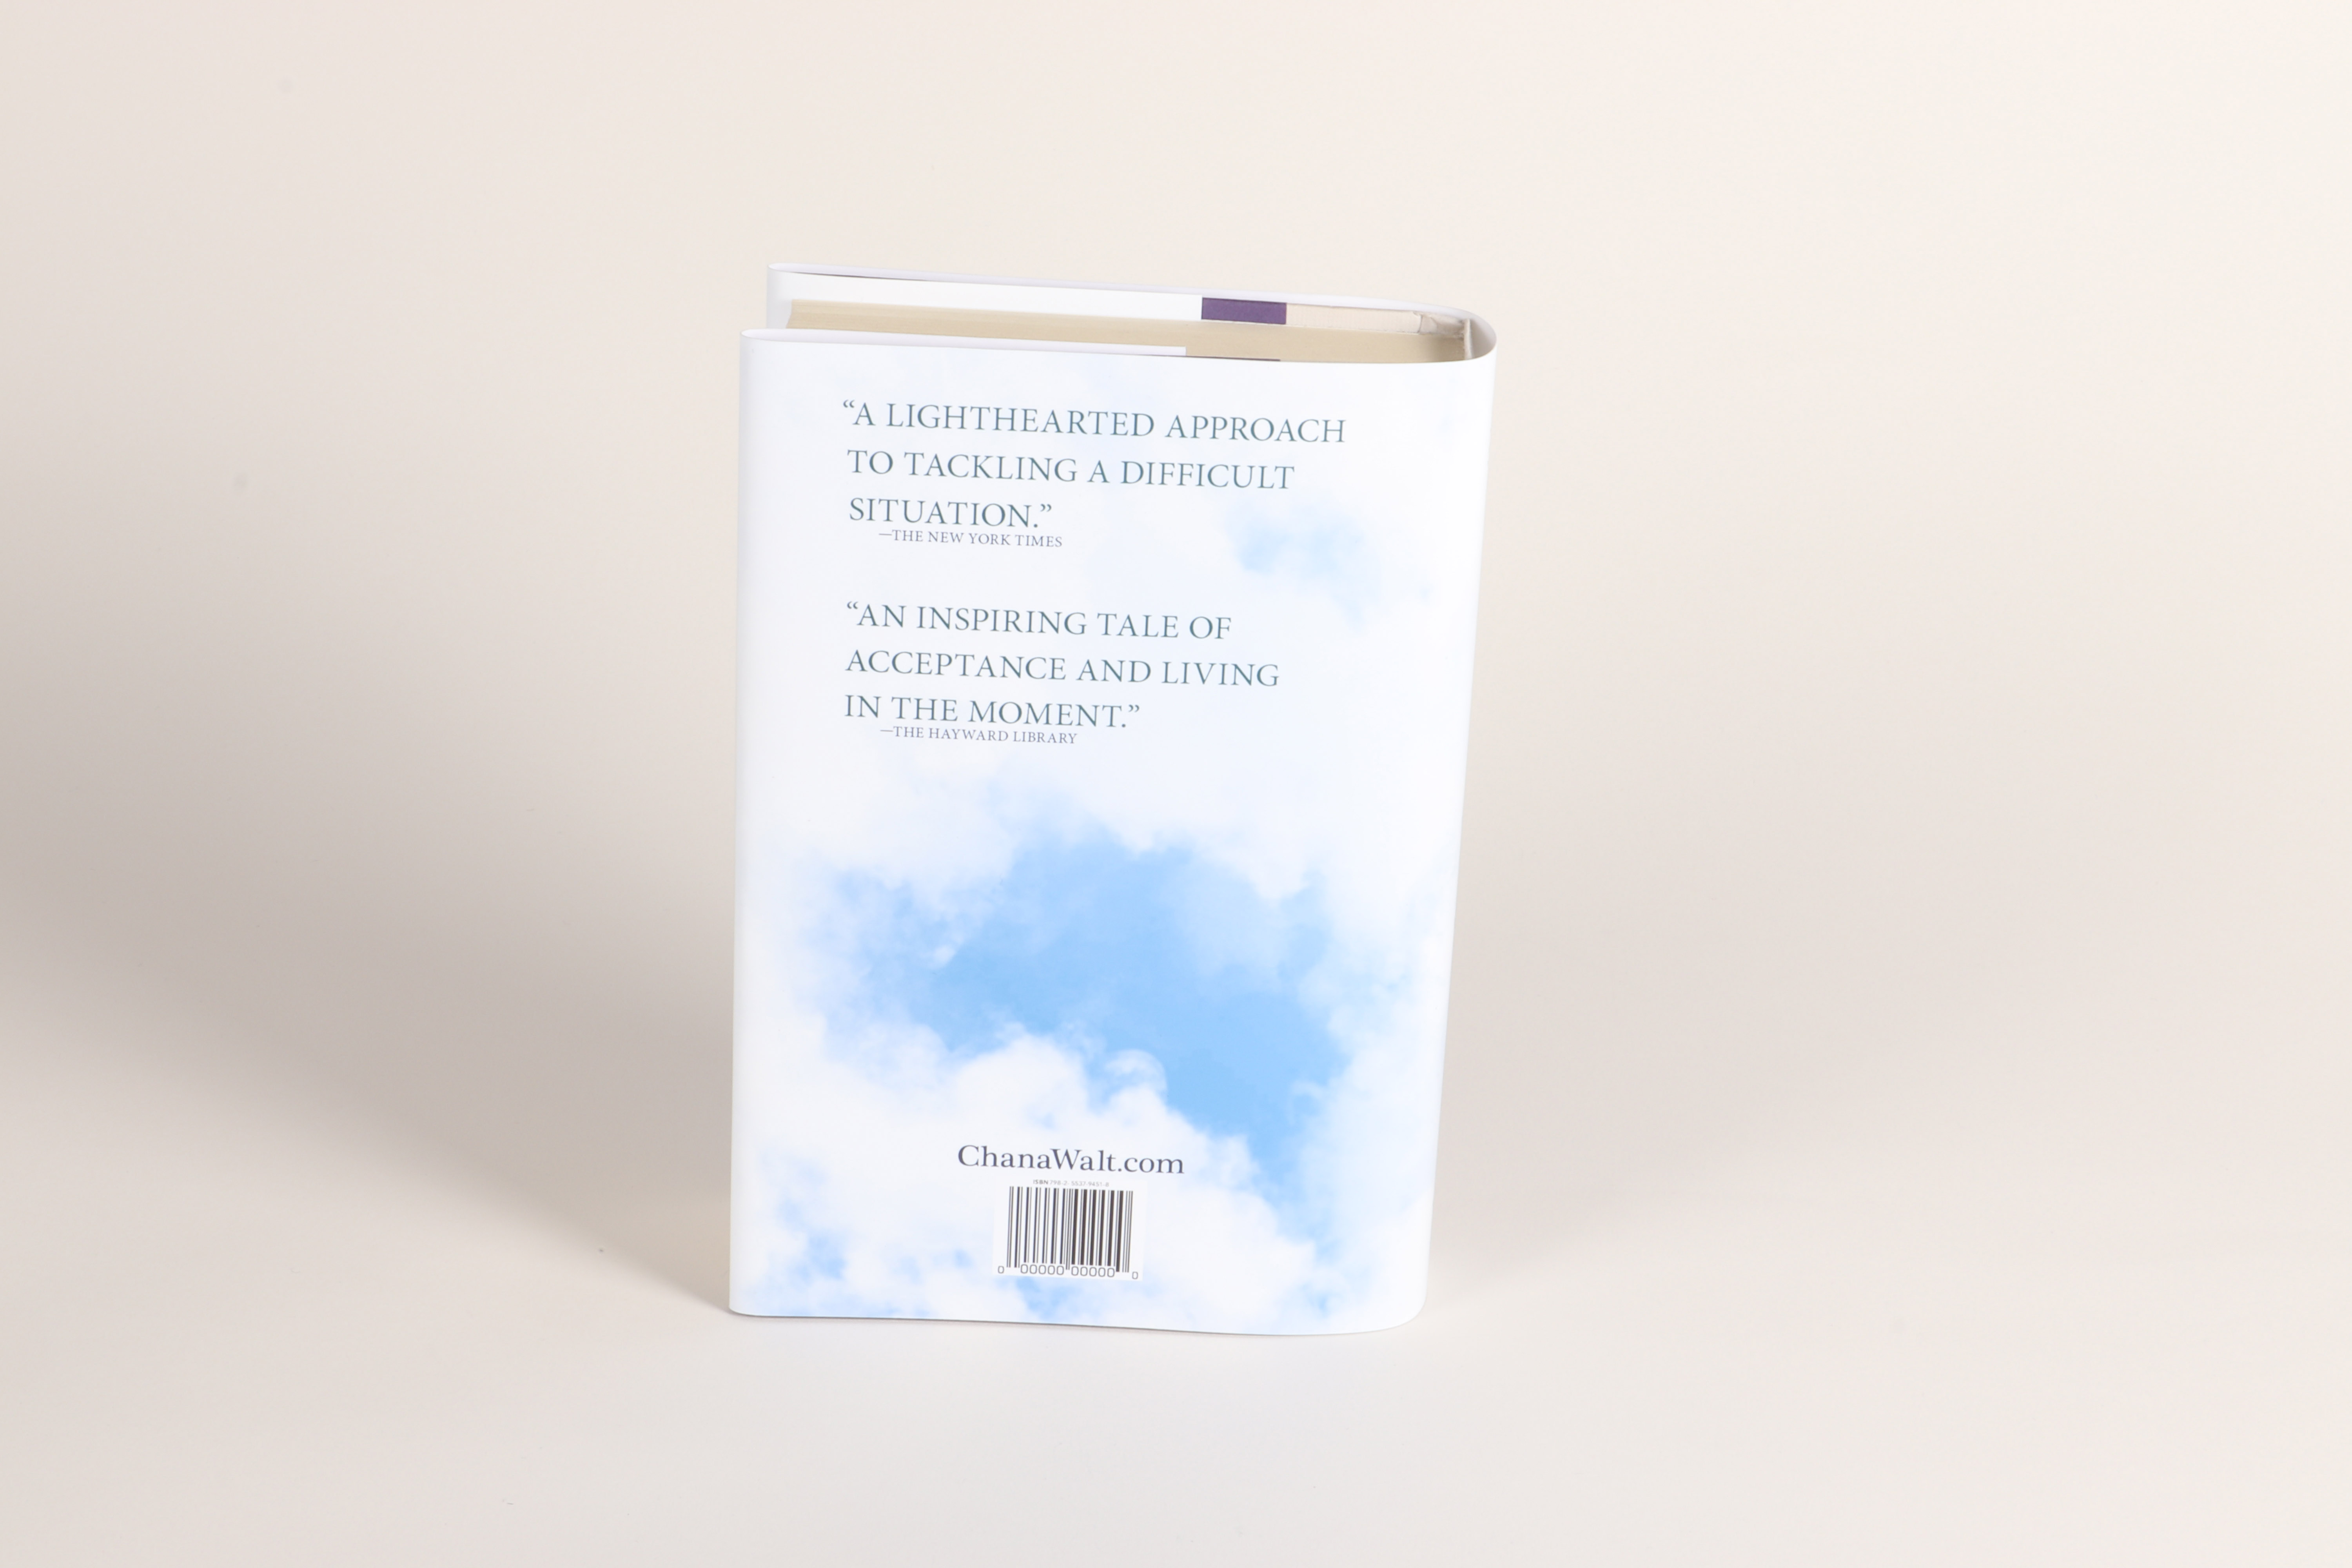 “A LIGHTHEARTED APPROACH
TO TACKLING A DIFFICULT
SITUATION.”
—THE NEW YORK TIMES
“AN INSPIRING TALE OF
ACCEPTANCE AND LIVING
IN THE MOMENT.”
—THE HAYWARD LIBRARY
ChanaWalt.com
ISBN
0 00000 00000 0